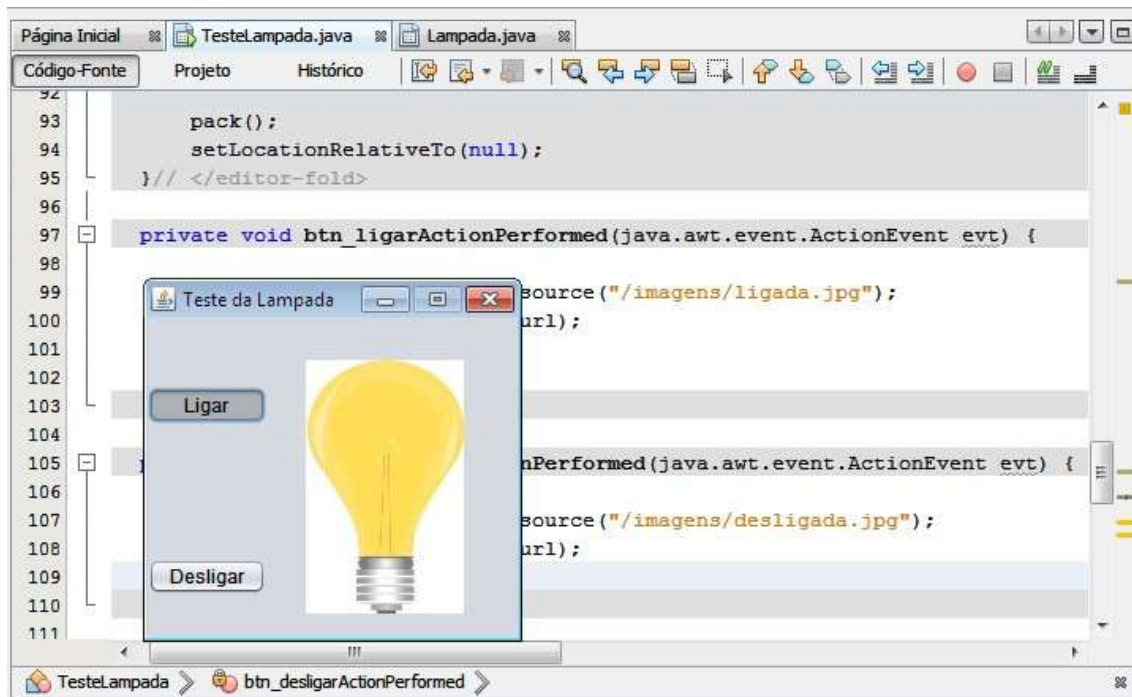 Página Inicial TesteLampada.java Lampada.java
Código-Fonte Projeto Histórico
92
93 pack();
94 setLocationRelativeTo(null);
95 }// </editor-fold>
96
97 private void btn_ligarActionPerformed(java.awt.event.ActionEvent evt) {
98
Teste da Lampada
99 source("/imagens/ligada.jpg");
100 url);
101
102
103
Ligar
104
105 nPerformed(java.awt.event.ActionEvent evt) {
106
107 source("/imagens/desligada.jpg");
108 url);
109
Desligar
110
111
TesteLampada btn_desligarActionPerformed